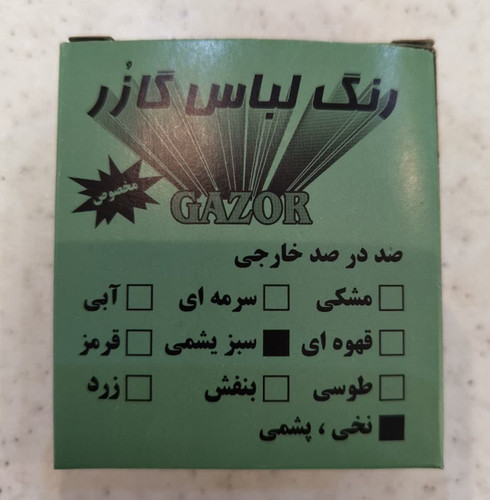 رنگ لباس گازُر
مخصوص
GAZOR
صد در صد خارجی
مشکی سرمه ای آبی
قهوه ای سبز یشمی قرمز
طوسی بنفش زرد
نخی ، پشمی